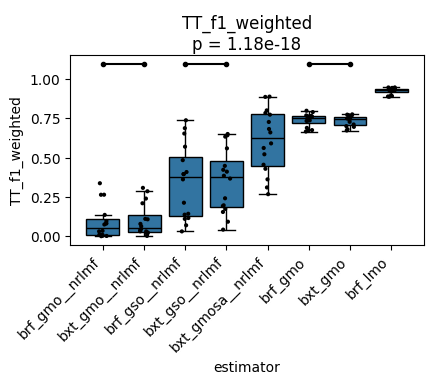 TT_f1_weighted
p = 1.18e-18
TT_f1_weighted
1.00
0.75
0.50
0.25
0.00
brf_gmo__nrlmf
bxt_gmo__nrlmf
brf_gso__nrlmf
bxt_gso__nrlmf
bxt_gmosa__nrlmf
brf_gmo
bxt_gmo
brf_lmo
estimator